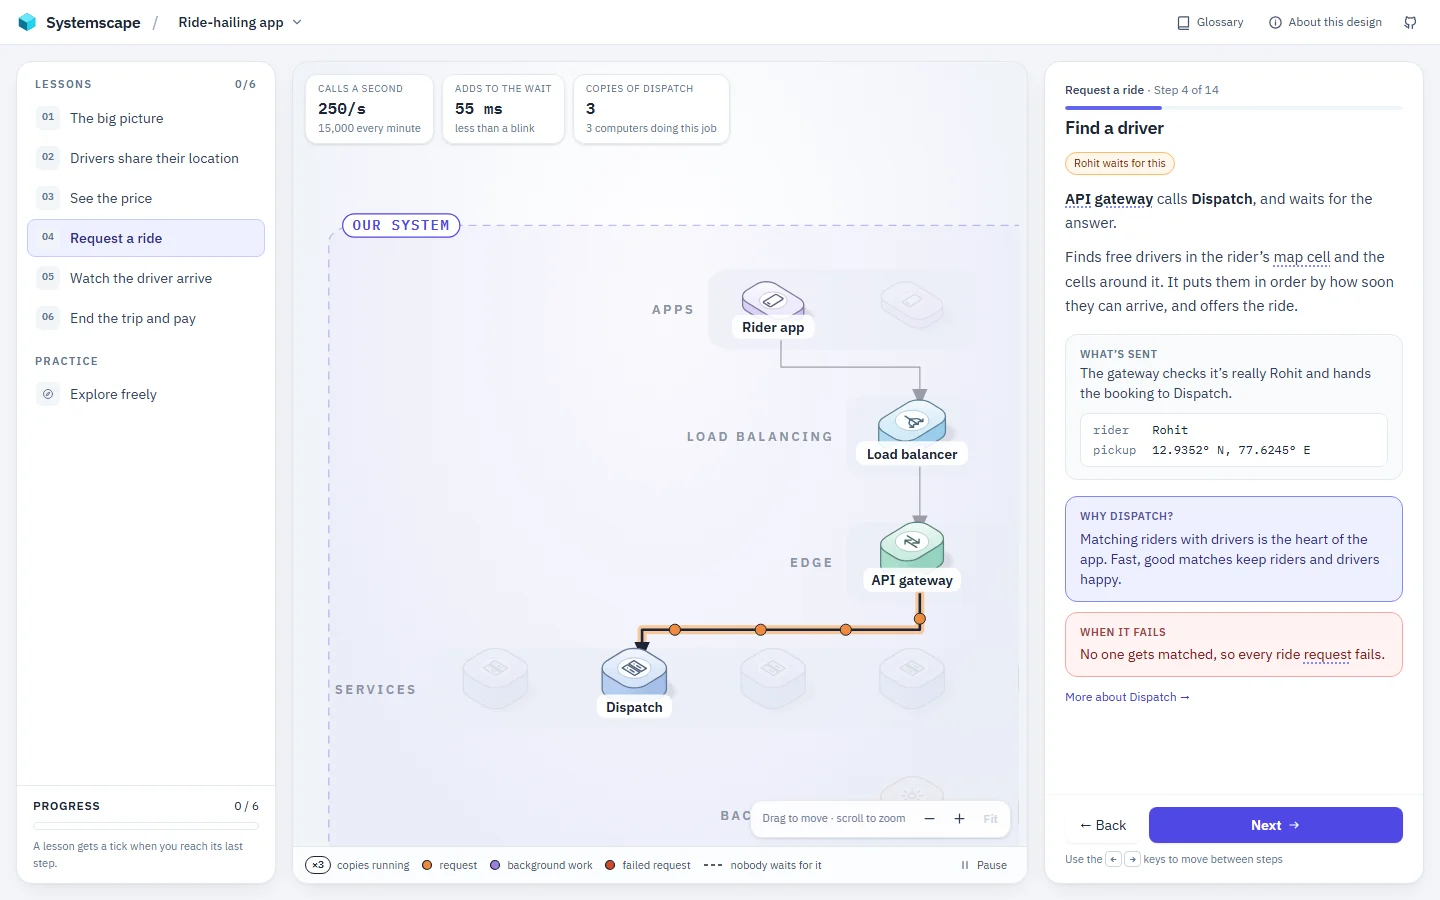 Systemscape / Ride-hailing app
Glossary
About this design
LESSONS 0/6
01 The big picture
02 Drivers share their location
03 See the price
04 Request a ride
05 Watch the driver arrive
06 End the trip and pay
PRACTICE
Explore freely
PROGRESS 0 / 6
A lesson gets a tick when you reach its last
step.
CALLS A SECOND
250/s
15,000 every minute
ADDS TO THE WAIT
55 ms
less than a blink
COPIES OF DISPATCH
3
3 computers doing this job
OUR SYSTEM
APPS
Rider app
LOAD BALANCING
Load balancer
EDGE
API gateway
SERVICES
Dispatch
BAC
Drag to move · scroll to zoom − + Fit
×3 copies running
request
background work
failed request
nobody waits for it
Pause
Request a ride · Step 4 of 14
Find a driver
Rohit waits for this
API gateway calls Dispatch, and waits for the
answer.
Finds free drivers in the rider’s map cell and the
cells around it. It puts them in order by how soon
they can arrive, and offers the ride.
WHAT’S SENT
The gateway checks it’s really Rohit and hands
the booking to Dispatch.
rider Rohit
pickup 12.9352° N, 77.6245° E
WHY DISPATCH?
Matching riders with drivers is the heart of the
app. Fast, good matches keep riders and drivers
happy.
WHEN IT FAILS
No one gets matched, so every ride request fails.
More about Dispatch →
← Back
Next →
Use the ← → keys to move between steps